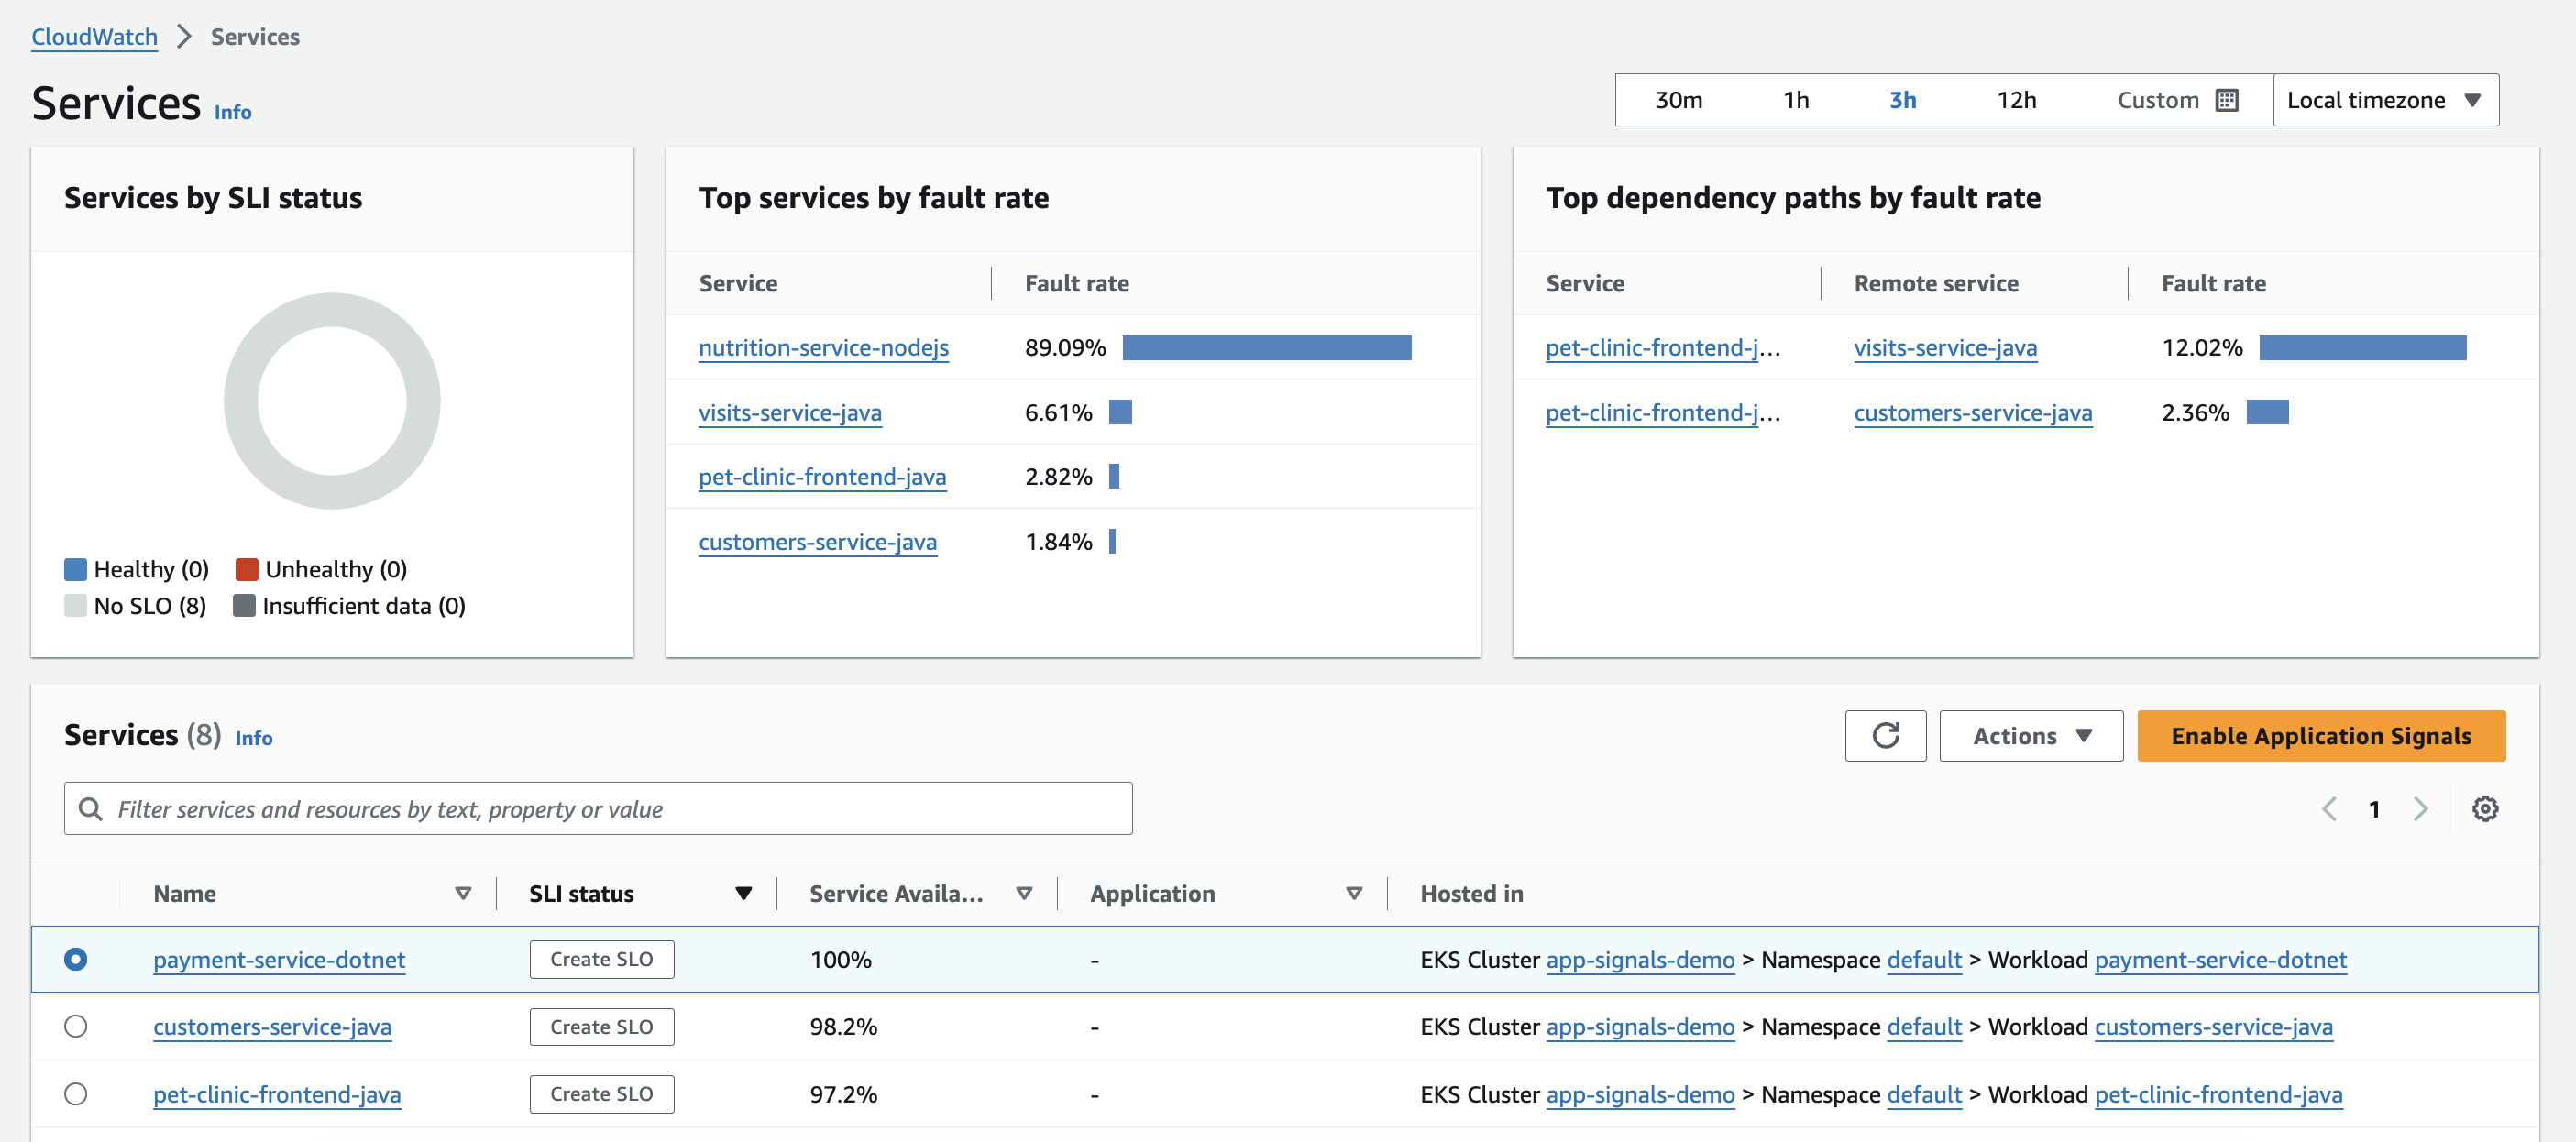 CloudWatch > Services
Services Info
30m 1h 3h 12h Custom Local timezone
Services by SLI status
Healthy (0) Unhealthy (0)
No SLO (8) Insufficient data (0)
Top services by fault rate
Service Fault rate
nutrition-service-nodejs 89.09%
visits-service-java 6.61%
pet-clinic-frontend-java 2.82%
customers-service-java 1.84%
Top dependency paths by fault rate
Service Remote service Fault rate
pet-clinic-frontend-j... visits-service-java 12.02%
pet-clinic-frontend-j... customers-service-java 2.36%
Services (8) Info
Actions Enable Application Signals
Filter services and resources by text, property or value
1
Name SLI status Service Availa... Application Hosted in
payment-service-dotnet Create SLO 100% - EKS Cluster app-signals-demo > Namespace default > Workload payment-service-dotnet
customers-service-java Create SLO 98.2% - EKS Cluster app-signals-demo > Namespace default > Workload customers-service-java
pet-clinic-frontend-java Create SLO 97.2% - EKS Cluster app-signals-demo > Namespace default > Workload pet-clinic-frontend-java